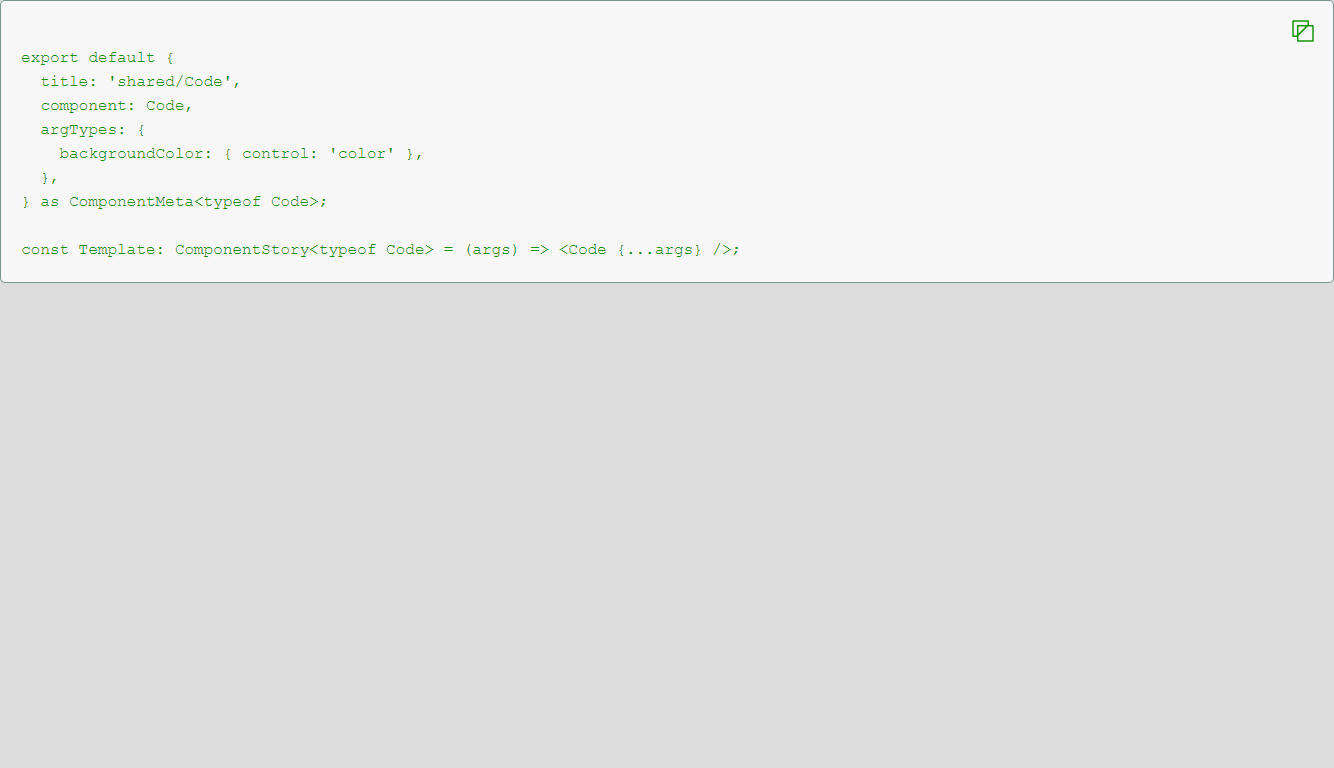 export default {
  title: 'shared/Code',
  component: Code,
  argTypes: {
    backgroundColor: { control: 'color' },
  },
} as ComponentMeta<typeof Code>;

const Template: ComponentStory<typeof Code> = (args) => <Code {...args} />;